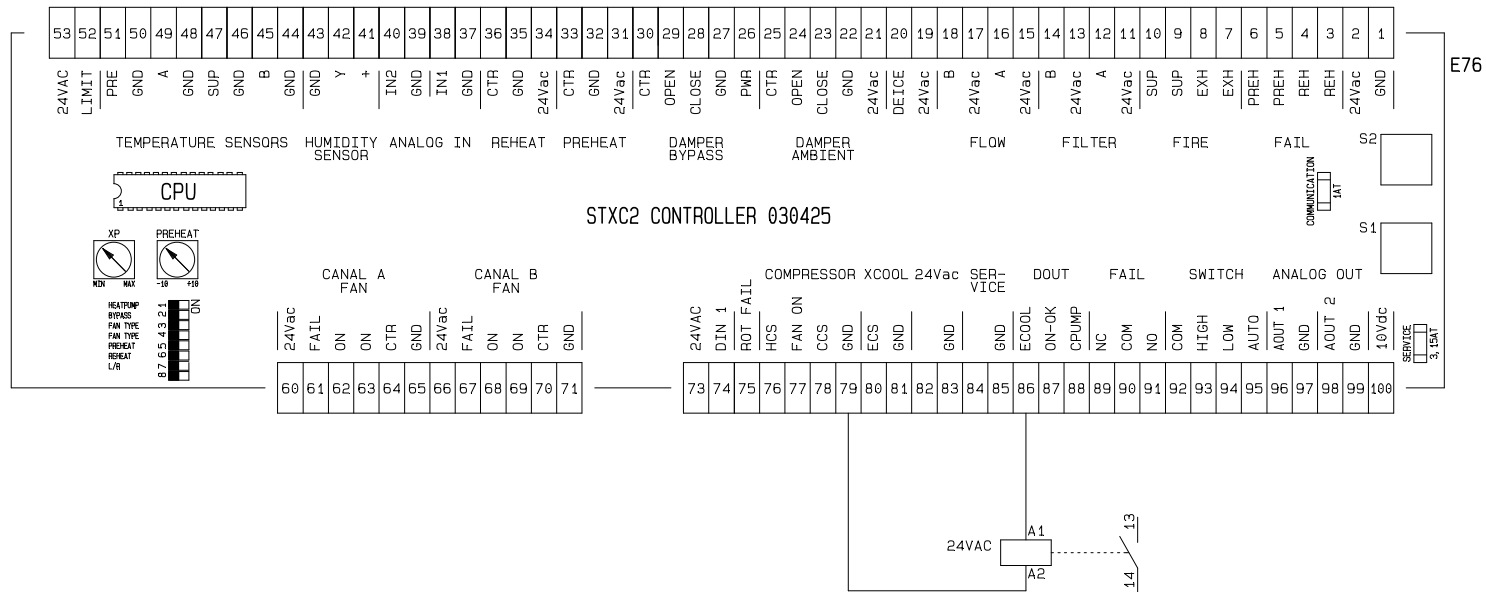 53 52 51 50 49 48 47 46 45 44 43 42 41 40 39 38 37 36 35 34 33 32 31 30 29 28 27 26 25 24 23 22 21 20 19 18 17 16 15 14 13 12 11 10 9 8 7 6 5 4 3 2 1
E76
24VAC LIMIT PRE GND A GND SUP GND B GND GND Y + IN2 GND IN1 GND CTR GND 24Vac CTR GND 24Vac CTR OPEN CLOSE GND PWR CTR OPEN CLOSE GND 24Vac DEICE 24Vac B 24Vac A 24Vac B 24Vac A 24Vac SUP SUP EXH EXH PREH PREH REH REH 24Vac GND
TEMPERATURE SENSORS HUMIDITY ANALOG IN REHEAT PREHEAT DAMPER DAMPER FLOW FILTER FIRE FAIL S2
SENSOR BYPASS AMBIENT
CPU
1
COMMUNICATION
1AT
STXC2 CONTROLLER 030425
S1
XP PREHEAT
MIN MAX -10 +10
CANAL A CANAL B COMPRESSOR XCOOL 24Vac SER- DOUT FAIL SWITCH ANALOG OUT
FAN FAN VICE
HEATPUMP 1
BYPASS 2
FAN TYPE 3
FAN TYPE 4
PREHEAT 5
REHEAT 6
L/R 7
8
ON
24Vac FAIL ON ON CTR GND 24Vac FAIL ON ON CTR GND
24VAC DIN 1 ROT FAIL HCS FAN ON CCS GND ECS GND GND GND ECOOL ON-OK CPUMP NC COM NO COM HIGH LOW AUTO AOUT 1 GND AOUT 2 GND 10Vdc
SERVICE
3,15AT
60 61 62 63 64 65 66 67 68 69 70 71
73 74 75 76 77 78 79 80 81 82 83 84 85 86 87 88 89 90 91 92 93 94 95 96 97 98 99 100
24VAC
A1
A2
13
14